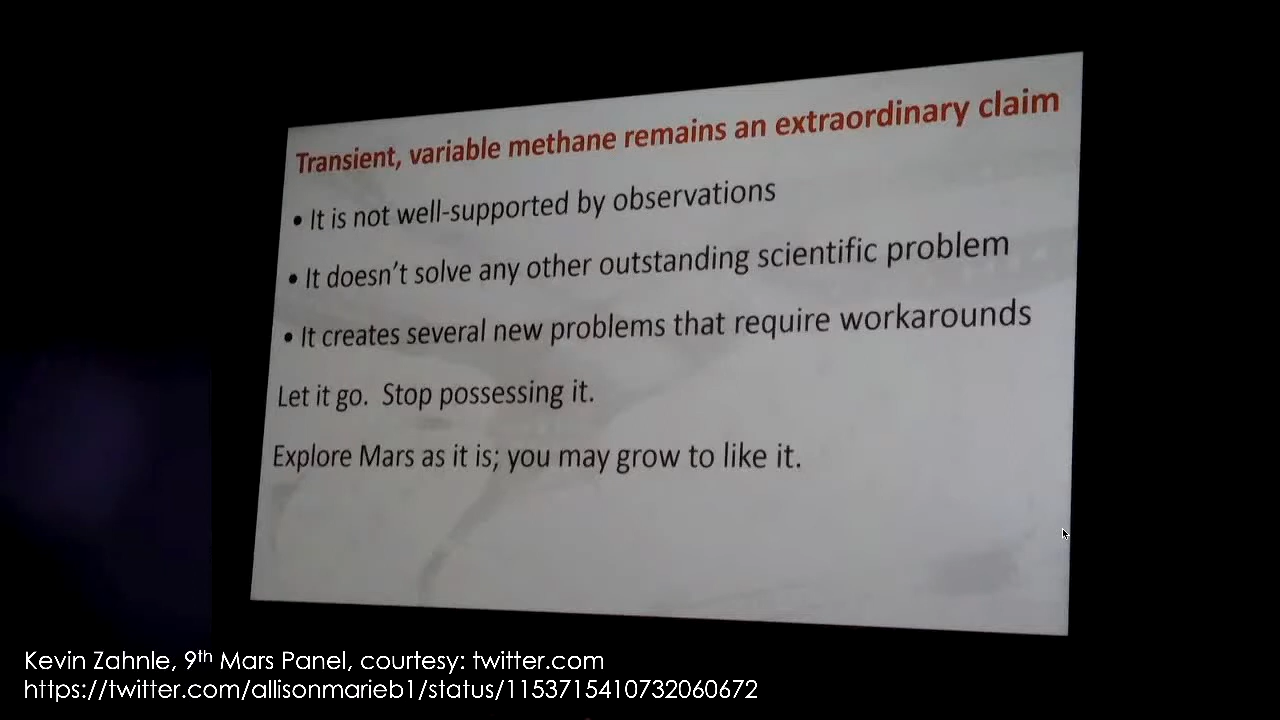 Transient, variable methane remains an extraordinary claim
• It is not well-supported by observations
• It doesn't solve any other outstanding scientific problem
• It creates several new problems that require workarounds
Let it go.  Stop possessing it.
Explore Mars as it is; you may grow to like it.
Kevin Zahnle, 9th Mars Panel, courtesy: twitter.com
https://twitter.com/allisonmarieb1/status/1153715410732060672